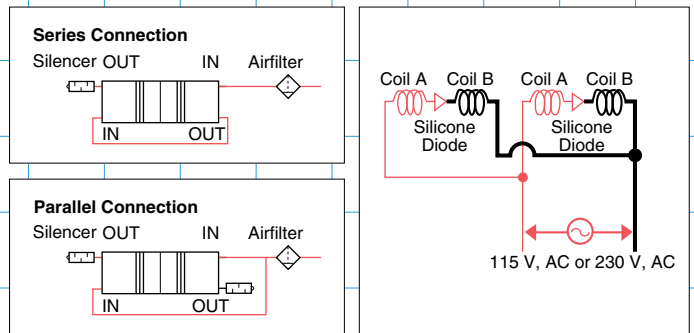 Series Connection
Silencer OUT IN Airfilter
IN OUT
Parallel Connection
Silencer OUT IN Airfilter
IN OUT
Coil A Coil B Coil A Coil B
Silicone Silicone
Diode Diode
115 V, AC or 230 V, AC